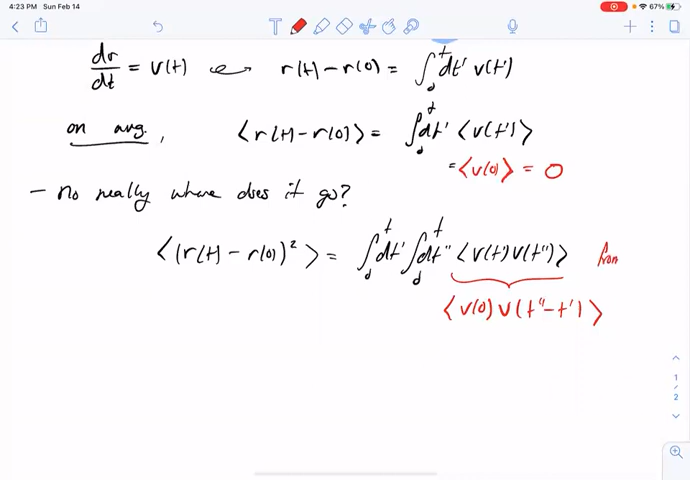 4:23 PM Sun Feb 14
67%
dr/dt = v(t) ⟿ r(t) - r(0) = ∫₀ᵗ dt' v(t')
on avg, ⟨r(t) - r(0)⟩ = ∫₀ᵗ dt' ⟨v(t')⟩
= ⟨v(0)⟩ = 0
- no really where does it go?
⟨(r(t) - r(0)²⟩ = ∫₀ᵗ dt' ∫₀ᵗ dt'' ⟨v(t) v(t'')⟩ from
⟨v(0) v(t'' - t')⟩
1
/
2